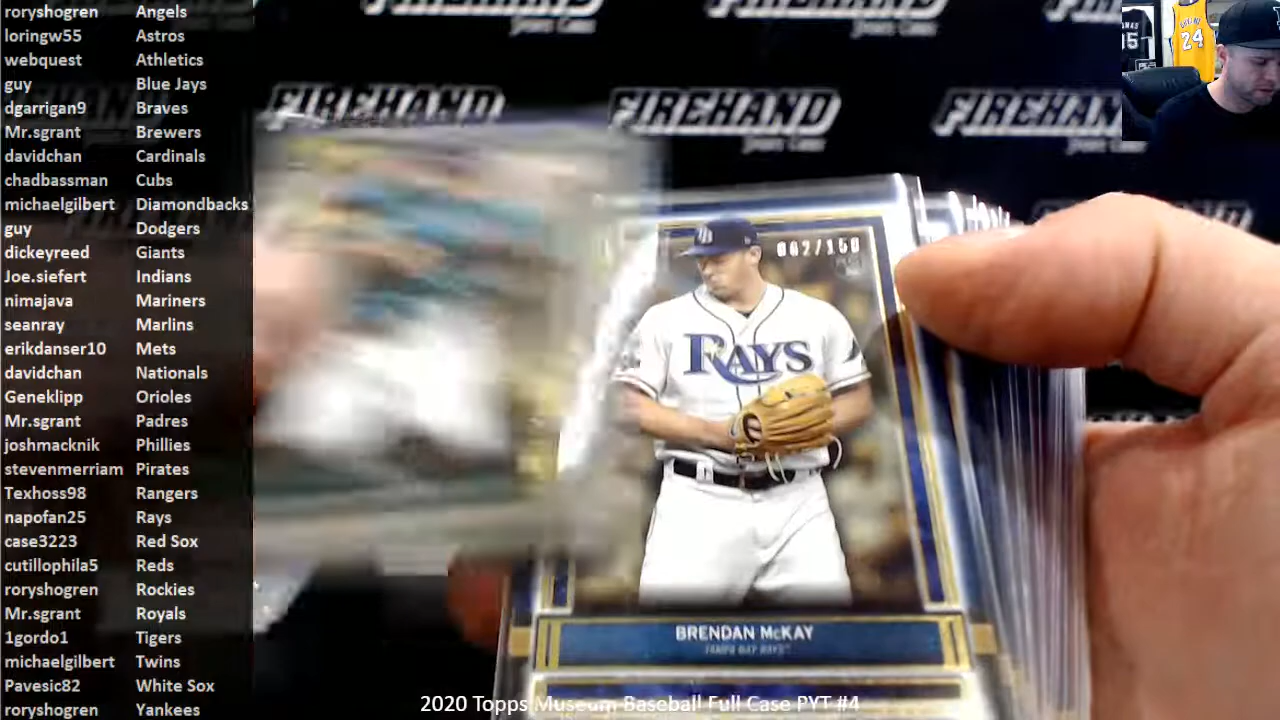 roryshogren Angels
loringw55 Astros
webquest Athletics
guy Blue Jays
dgarrigan9 Braves
Mr.sgrant Brewers
davidchan Cardinals
chadbassman Cubs
michaelgilbert Diamondbacks
guy Dodgers
dickeyreed Giants
Joe.siefert Indians
nimajava Mariners
seanray Marlins
erikdanser10 Mets
davidchan Nationals
Geneklipp Orioles
Mr.sgrant Padres
joshmacknik Phillies
stevenmerriam Pirates
Texhoss98 Rangers
napofan25 Rays
case3223 Red Sox
cutillophila5 Reds
roryshogren Rockies
Mr.sgrant Royals
1gordo1 Tigers
michaelgilbert Twins
Pavesic82 White Sox
roryshogren Yankees
FIREHAND FIREHAND FIREHAND
24
RAYS
BRENDAN McKAY
TAMPA BAY RAYS™
2020 Topps Museum Baseball Full Case PYT #4